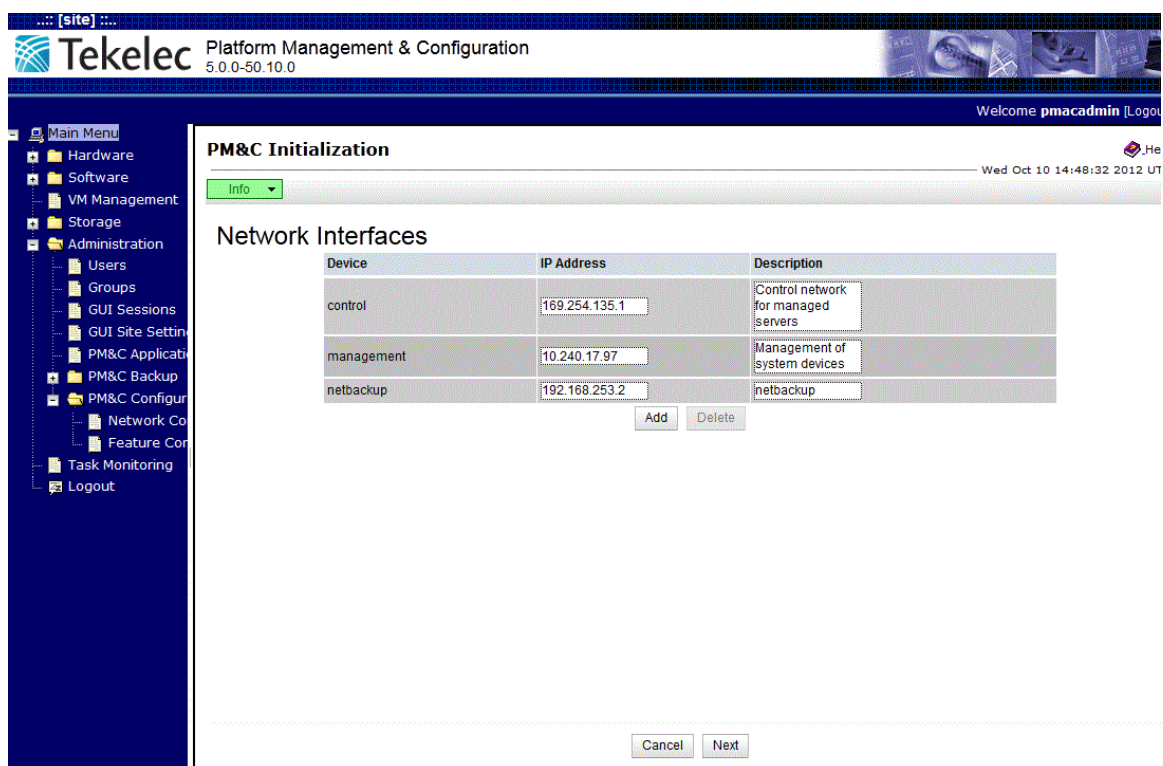 ..:: [site] ::..
Tekelec Platform Management & Configuration
5.0.0-50.10.0
Welcome pmacadmin [Logou
Main Menu
Hardware
Software
VM Management
Storage
Administration
Users
Groups
GUI Sessions
GUI Site Settin
PM&C Applicati
PM&C Backup
PM&C Configur
Network Co
Feature Con
Task Monitoring
Logout
PM&C Initialization
He
Wed Oct 10 14:48:32 2012 UT
Info
Network Interfaces
Device IP Address Description
control 169.254.135.1 Control network
for managed
servers
management 10.240.17.97 Management of
system devices
netbackup 192.168.253.2 netbackup
Add Delete
Cancel Next